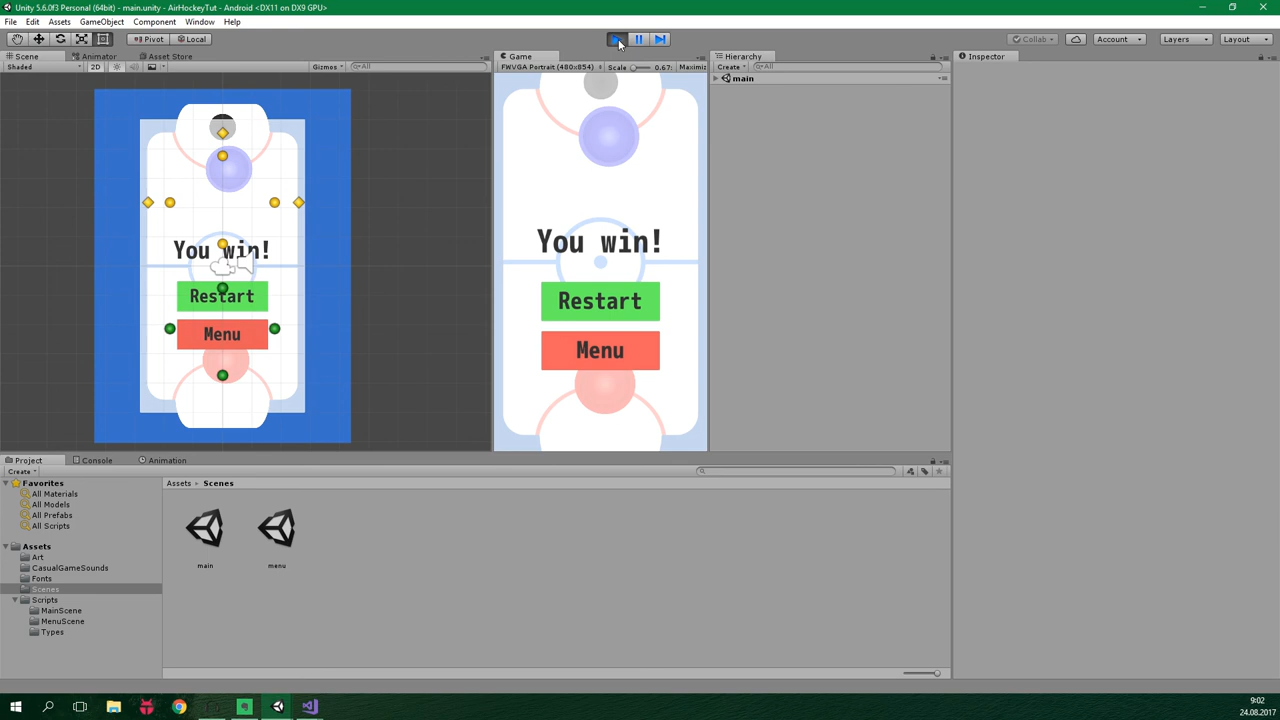 Unity 5.6.0f3 Personal (64bit) - main.unity - AirHockeyTut - Android <DX11 on DX9 GPU>
File Edit Assets GameObject Component Window Help
Pivot Local Collab Account Layers Layout
Scene Animator Asset Store Game Hierarchy Inspector
Shaded 2D Gizmos All FWVGA Portrait (480x854) Scale 0.67: Maximiz Create All
main
You win!
Restart
Menu
You win!
Restart
Menu
Project Console Animation
Create
Favorites
All Materials
All Models
All Prefabs
All Scripts
Assets
Art
CasualGameSounds
Fonts
Scenes
Scripts
MainScene
MenuScene
Types
Assets Scenes
main menu
9:02
24.08.2017